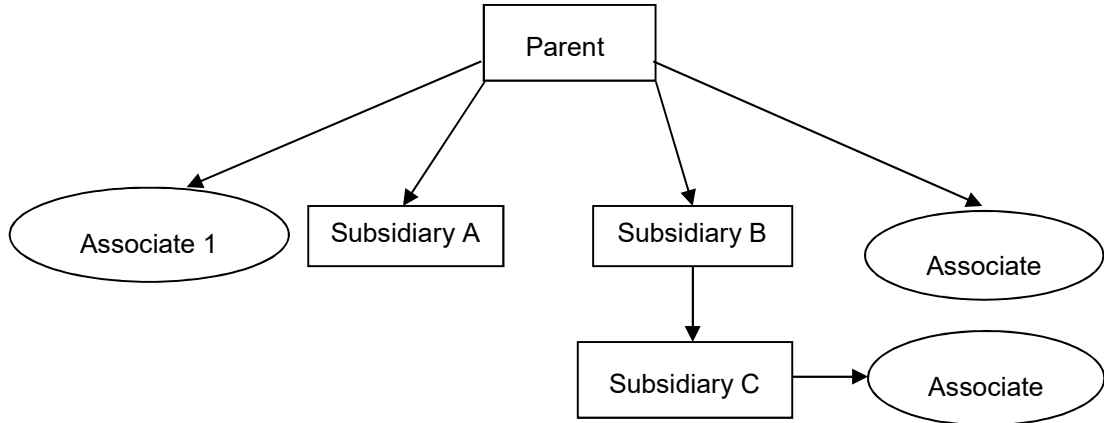 Parent
Associate 1
Subsidiary A
Subsidiary B
Associate
Subsidiary C
Associate